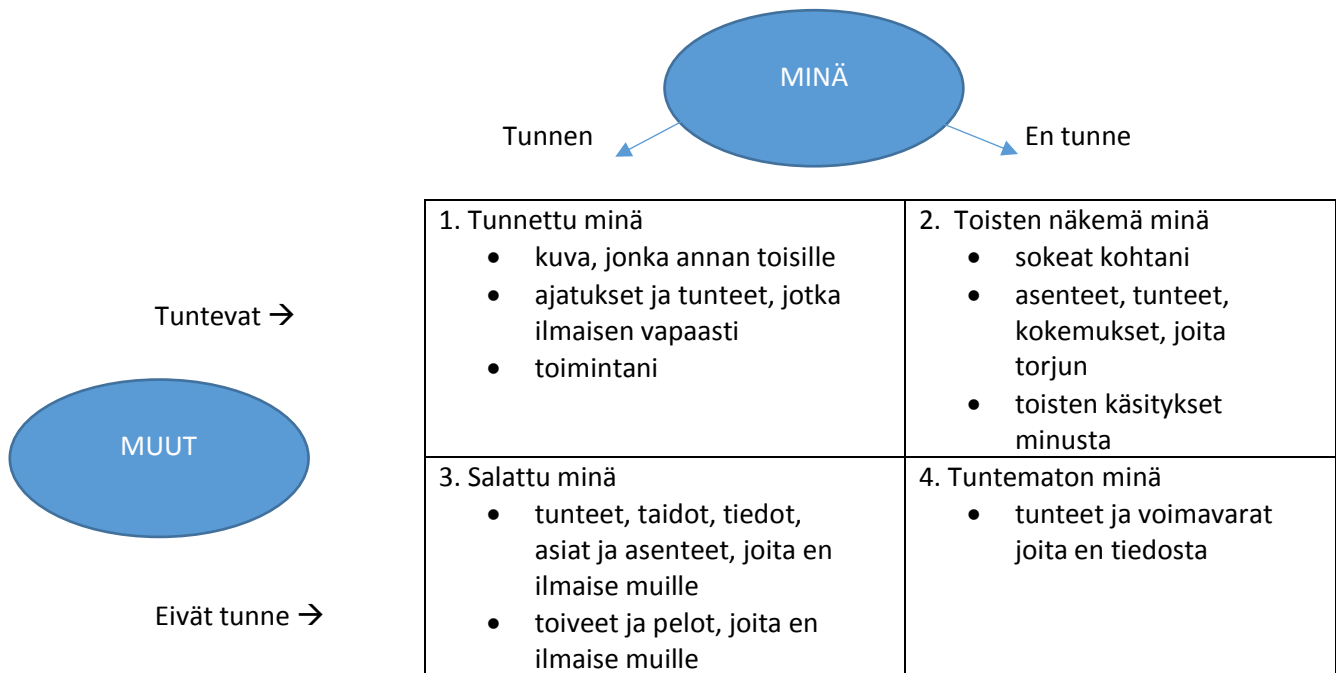 MINÄ
Tunnen
En tunne
1. Tunnettu minä
• kuva, jonka annan toisille
• ajatukset ja tunteet, jotka
ilmaisen vapaasti
• toimintani
2. Toisten näkemä minä
• sokeat kohtani
• asenteet, tunteet,
kokemukset, joita
torjun
• toisten käsitykset
minusta
Tuntevat →
MUUT
3. Salattu minä
• tunteet, taidot, tiedot,
asiat ja asenteet, joita en
ilmaise muille
• toiveet ja pelot, joita en
ilmaise muille
4. Tuntematon minä
• tunteet ja voimavarat
joita en tiedosta
Eivät tunne →